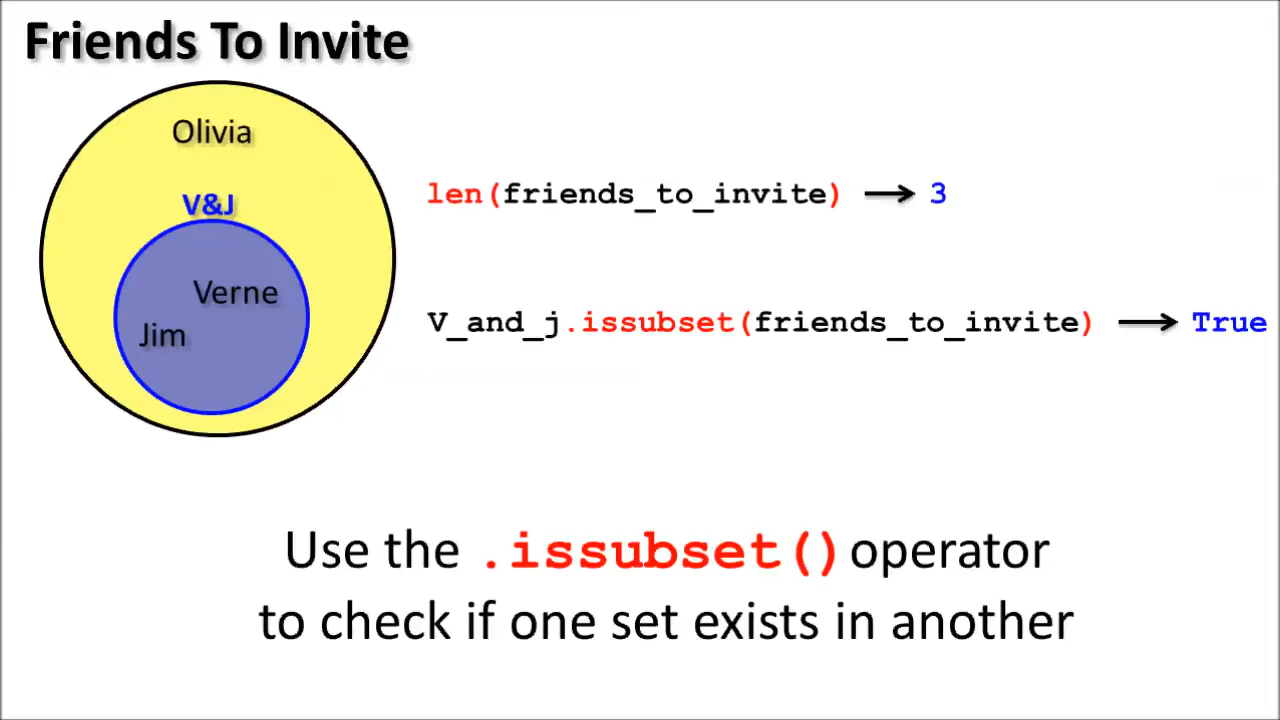 Friends To Invite
Olivia
V&J
Verne
Jim
len(friends_to_invite) → 3
V_and_j.issubset(friends_to_invite) → True
Use the .issubset() operator
to check if one set exists in another